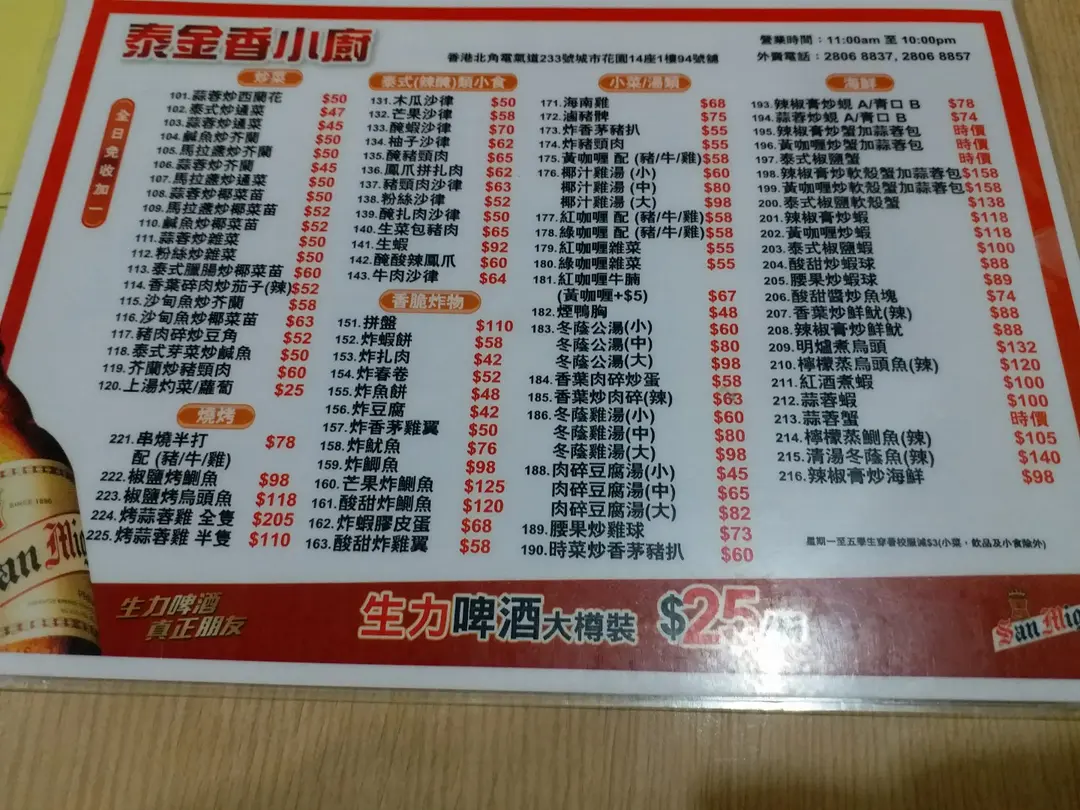 泰金香小廚
香港北角電氣道233號城市花園14座1樓94號舖
營業時間：11:00am 至 10:00pm
外賣電話：2806 8837, 2806 8857
全日免收加一
炒菜
101.蒜蓉炒西蘭花 $50
102.泰式炒通菜 $47
103.蒜蓉炒通菜 $45
104.鹹魚炒芥蘭 $50
105.馬拉盞炒芥蘭 $50
106.蒜蓉炒芥蘭 $45
107.馬拉盞炒通菜 $50
108.蒜蓉炒椰菜苗 $50
109.馬拉盞炒椰菜苗 $52
110.鹹魚炒椰菜苗 $52
111.蒜蓉炒雜菜 $50
112.粉絲炒雜菜 $50
113.泰式臘腸炒椰菜苗 $60
114.香葉碎肉炒茄子(辣)$52
115.沙甸魚炒芥蘭 $58
116.沙甸魚炒椰菜苗 $63
117.豬肉碎炒豆角 $52
118.泰式芽菜炒鹹魚 $50
119.芥蘭炒豬頸肉 $60
120.上湯灼菜/蘿蔔 $25
燒烤
221.串燒半打 $78
配 (豬/牛/雞)
222.椒鹽烤鯏魚 $98
223.椒鹽烤烏頭魚 $118
224.烤蒜蓉雞 全隻 $205
225.烤蒜蓉雞 半隻 $110
泰式(辣醃)類小食
131.木瓜沙律 $50
132.芒果沙律 $58
133.醃蝦沙律 $70
134.柚子沙律 $62
135.醃豬頸肉 $65
136.鳳爪拼扎肉 $62
137.豬頸肉沙律 $63
138.粉絲沙律 $52
139.醃扎肉沙律 $50
140.生菜包豬肉 $65
141.生蝦 $92
142.醃酸辣鳳爪 $60
143.牛肉沙律 $64
香脆炸物
151.拼盤 $110
152.炸蝦餅 $58
153.炸扎肉 $42
154.炸春卷 $52
155.炸魚餅 $48
156.炸豆腐 $42
157.炸香茅雞翼 $50
158.炸魷魚 $76
159.炸鯽魚 $98
160.芒果炸鯏魚 $125
161.酸甜炸鯏魚 $120
162.炸蝦膠皮蛋 $68
163.酸甜炸雞翼 $58
小菜/湯類
171.海南雞 $68
172.滷豬髀 $75
173.炸香茅豬扒 $55
174.炸豬頸肉 $55
175.黃咖喱 配 (豬/牛/雞)$58
176.椰汁雞湯 (小) $60
椰汁雞湯 (中) $80
椰汁雞湯 (大) $98
177.紅咖喱 配 (豬/牛/雞)$58
178.綠咖喱 配 (豬/牛/雞)$58
179.紅咖喱雜菜 $55
180.綠咖喱雜菜 $55
181.紅咖喱牛腩
(黃咖喱+$5) $67
182.煙鴨胸 $48
183.冬蔭公湯(小) $60
冬蔭公湯(中) $80
冬蔭公湯(大) $98
184.香葉肉碎炒蛋 $58
185.香葉炒肉碎(辣) $63
186.冬蔭雞湯(小) $60
冬蔭雞湯(中) $80
冬蔭雞湯(大) $98
188.肉碎豆腐湯(小) $45
肉碎豆腐湯(中) $65
肉碎豆腐湯(大) $82
189.腰果炒雞球 $73
190.時菜炒香茅豬扒 $60
海鮮
193.辣椒膏炒蜆 A/青口 B $78
194.蒜蓉炒蜆 A/青口 B $74
195.辣椒膏炒蟹加蒜蓉包 時價
196.黃咖喱炒蟹加蒜蓉包 時價
197.泰式椒鹽蟹 時價
198.辣椒膏炒軟殼蟹加蒜蓉包$158
199.黃咖喱炒軟殼蟹加蒜蓉包$158
200.泰式椒鹽軟殼蟹 $138
201.辣椒膏炒蝦 $118
202.黃咖喱炒蝦 $118
203.泰式椒鹽蝦 $100
204.酸甜炒蝦球 $88
205.腰果炒蝦球 $89
206.酸甜醬炒魚塊 $74
207.香葉炒鮮魷(辣) $88
208.辣椒膏炒鮮魷 $88
209.明爐煮烏頭 $132
210.檸檬蒸烏頭魚(辣) $120
211.紅酒煮蝦 $100
212.蒜蓉蝦 $100
213.蒜蓉蟹 時價
214.檸檬蒸鯏魚(辣) $105
215.清湯冬蔭魚(辣) $140
216.辣椒膏炒海鮮 $98
星期一至五學生穿著校服減$3(小菜，飲品及小食除外)
生力啤酒
真正朋友
生力啤酒大樽裝 $25/樽
San Mig
SINCE 1890
San Mig